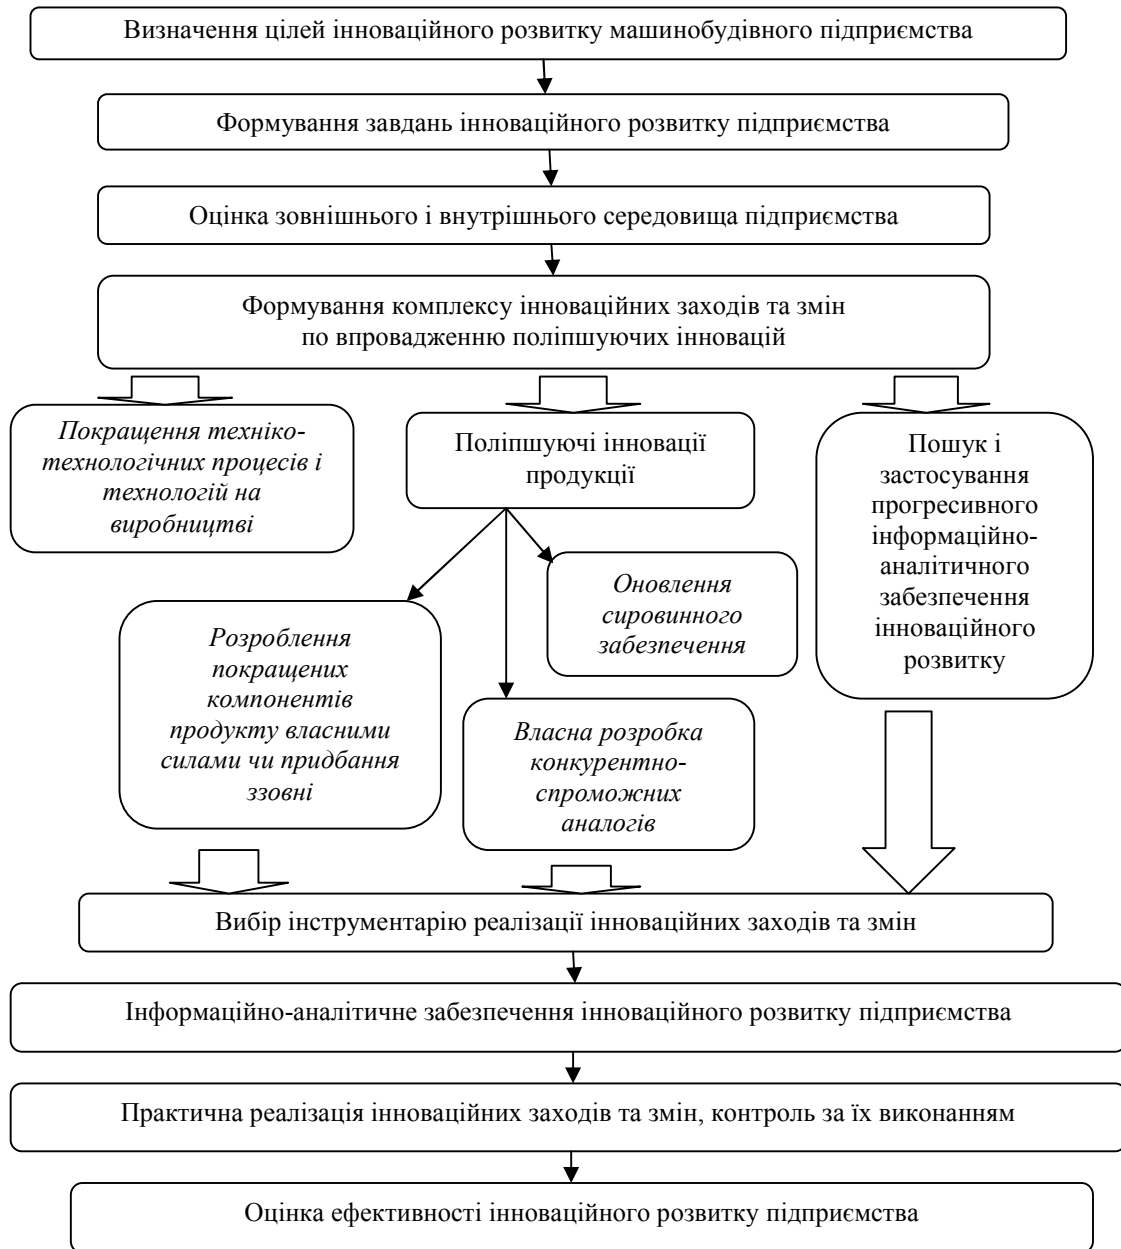 Визначення цілей інноваційного розвитку машинобудівного підприємства
Формування завдань інноваційного розвитку підприємства
Оцінка зовнішнього і внутрішнього середовища підприємства
Формування комплексу інноваційних заходів та змін
по впровадженню поліпшуючих інновацій
Покращення техніко-
технологічних процесів і
технологій на
виробництві
Поліпшуючі інновації
продукції
Пошук і
застосування
прогресивного
інформаційно-
аналітичного
забезпечення
інноваційного
розвитку
Оновлення
сировинного
забезпечення
Розроблення
покращених
компонентів
продукту власними
силами чи придбання
ззовні
Власна розробка
конкурентно-
спроможних
аналогів
Вибір інструментарію реалізації інноваційних заходів та змін
Інформаційно-аналітичне забезпечення інноваційного розвитку підприємства
Практична реалізація інноваційних заходів та змін, контроль за їх виконанням
Оцінка ефективності інноваційного розвитку підприємства